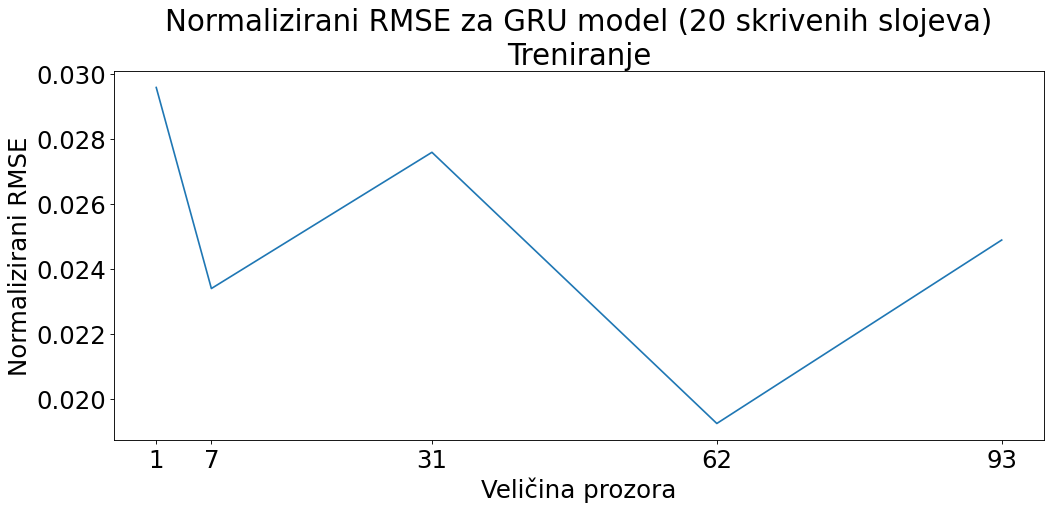 Normalizirani RMSE za GRU model (20 skrivenih slojeva)
Treniranje
Normalizirani RMSE
0.030
0.028
0.026
0.024
0.022
0.020
1 7 31 62 93
Veličina prozora